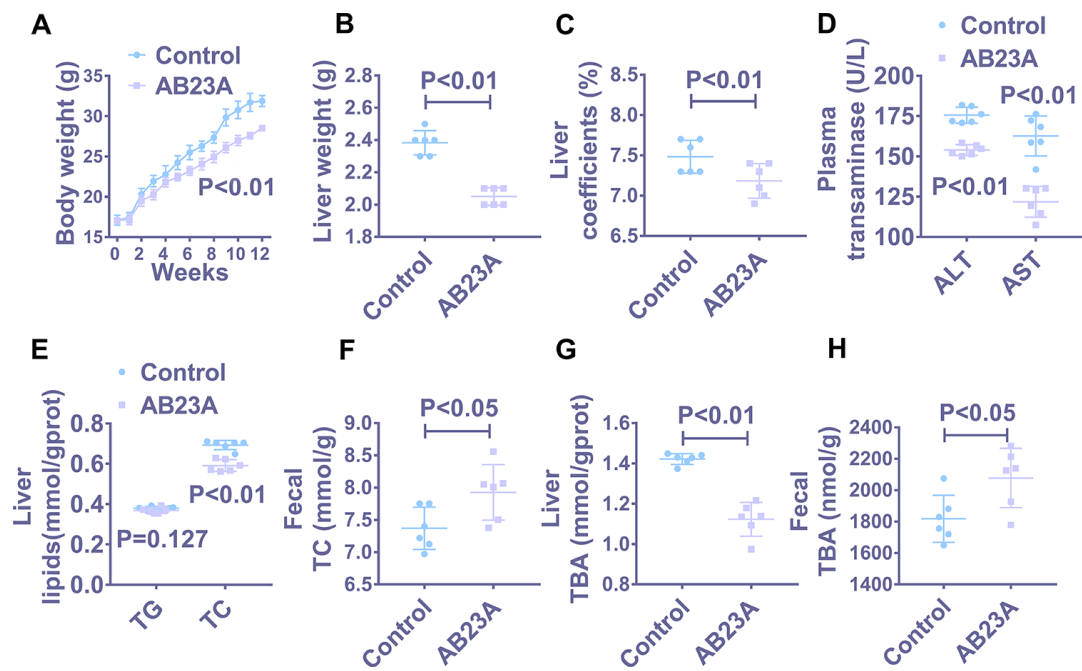 A
Control
AB23A
Body weight (g)
35
31
27
23
19
15
P<0.01
0 2 4 6 8 10 12
Weeks
B
Liver weight (g)
2.8
2.6
2.4
2.2
2.0
1.8
P<0.01
Control
AB23A
C
Liver
coefficients (%)
8.5
8.0
7.5
7.0
6.5
P<0.01
Control
AB23A
D
Control
AB23A
Plasma
transaminase (U/L)
200
175
150
125
100
P<0.01
P<0.01
ALT
AST
E
Control
AB23A
Liver
lipids(mmol/gprot)
0.8
0.6
0.4
0.2
0.0
P<0.01
P=0.127
TG
TC
F
Fecal
TC (mmol/g)
9.0
8.5
8.0
7.5
7.0
6.5
P<0.05
Control
AB23A
G
Liver
TBA (mmol/gprot)
1.6
1.4
1.2
1.0
0.8
P<0.01
Control
AB23A
H
Fecal
TBA (nmol/g)
2400
2200
2000
1800
1600
1400
P<0.05
Control
AB23A